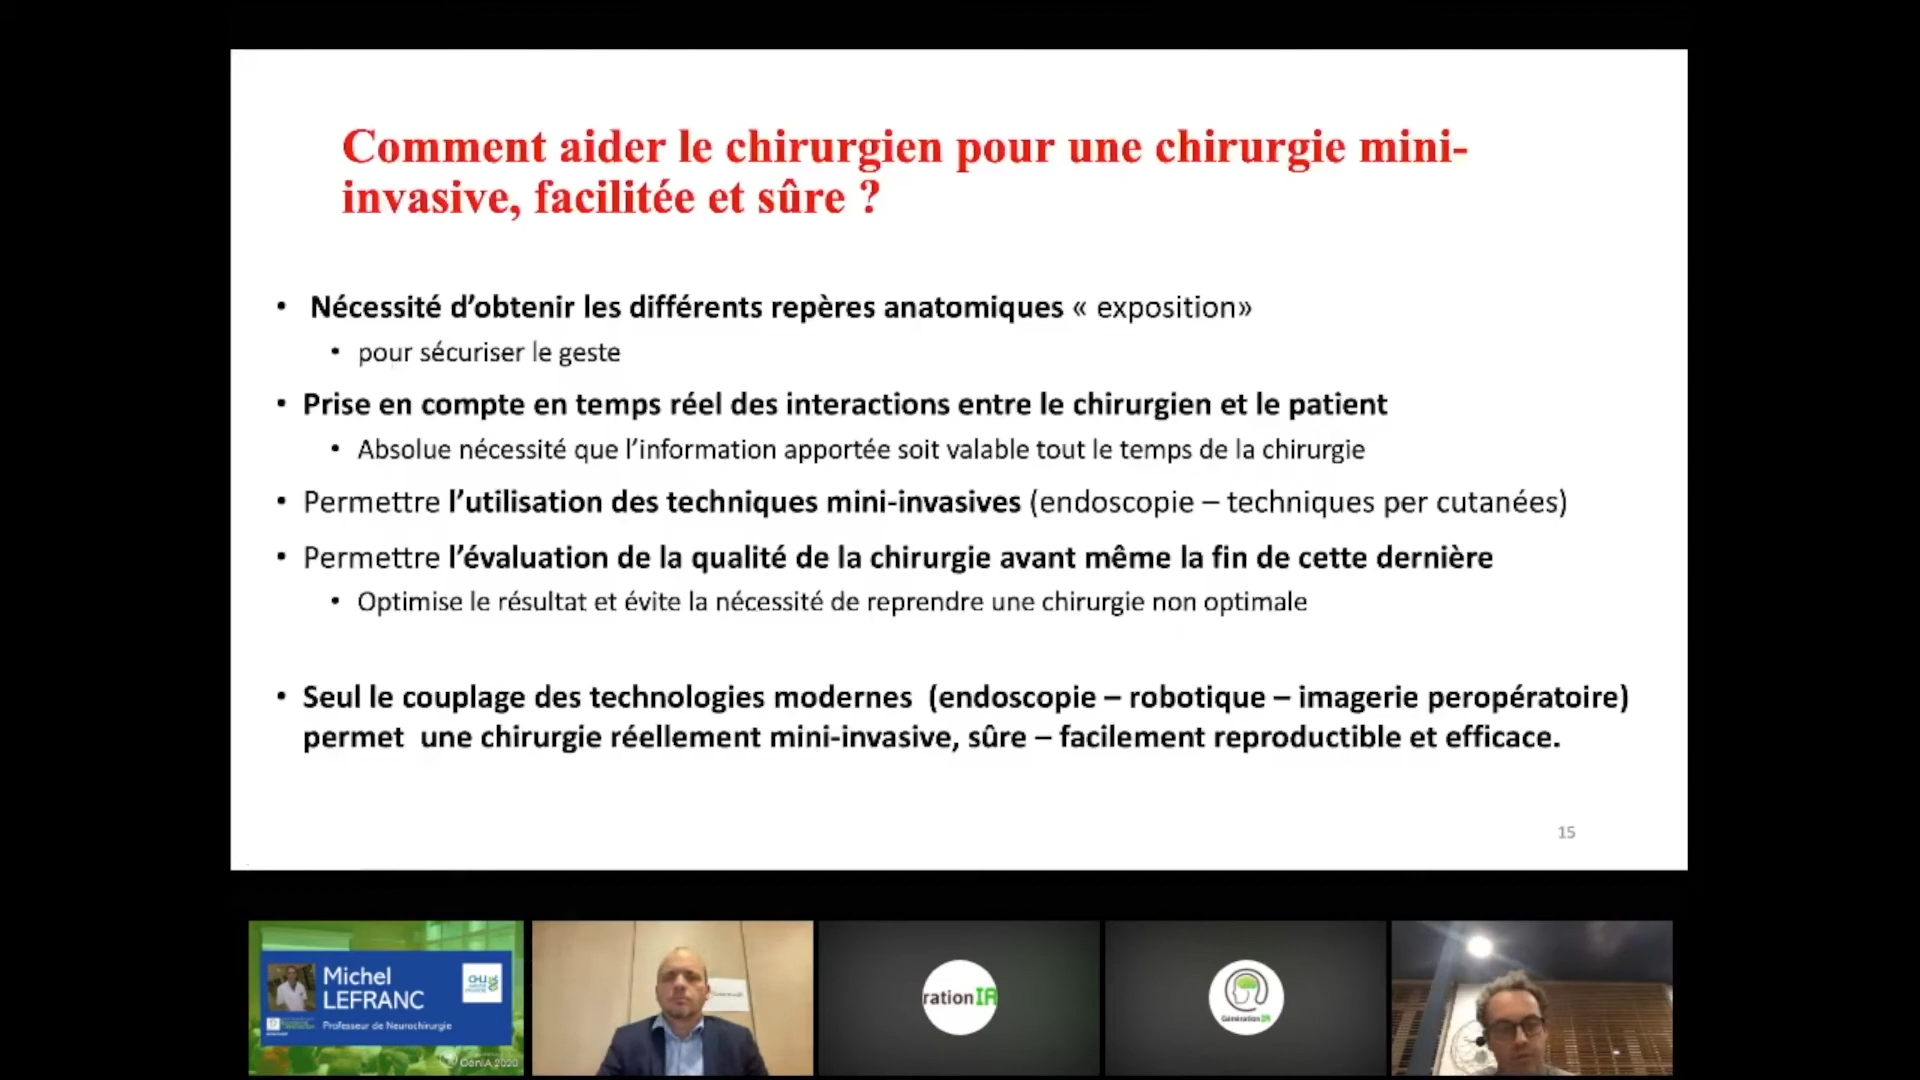 Comment aider le chirurgien pour une chirurgie mini-
invasive, facilitée et sûre ?
• Nécessité d’obtenir les différents repères anatomiques « exposition»
• pour sécuriser le geste
• Prise en compte en temps réel des interactions entre le chirurgien et le patient
• Absolue nécessité que l’information apportée soit valable tout le temps de la chirurgie
• Permettre l’utilisation des techniques mini-invasives (endoscopie – techniques per cutanées)
• Permettre l’évaluation de la qualité de la chirurgie avant même la fin de cette dernière
• Optimise le résultat et évite la nécessité de reprendre une chirurgie non optimale
• Seul le couplage des technologies modernes (endoscopie – robotique – imagerie peropératoire)
permet une chirurgie réellement mini-invasive, sûre – facilement reproductible et efficace.
15
Michel
LEFRANC
CHU
Professeur de Neurochirurgie
GenIA 2020
rationIA
GénérationIA